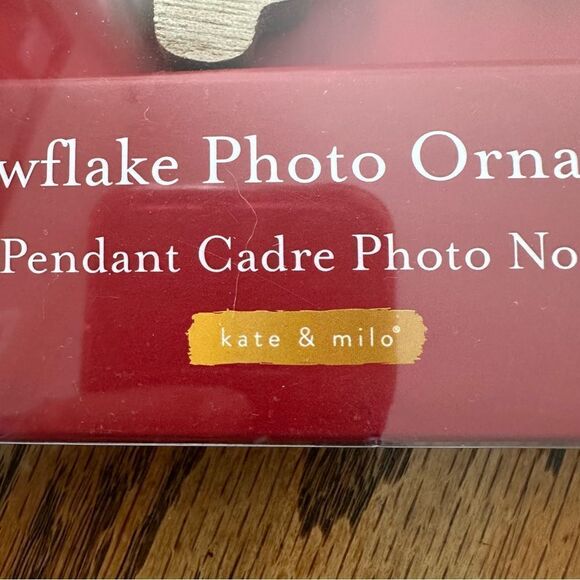 wflake Photo Orna
Pendant Cadre Photo No
kate & milo®